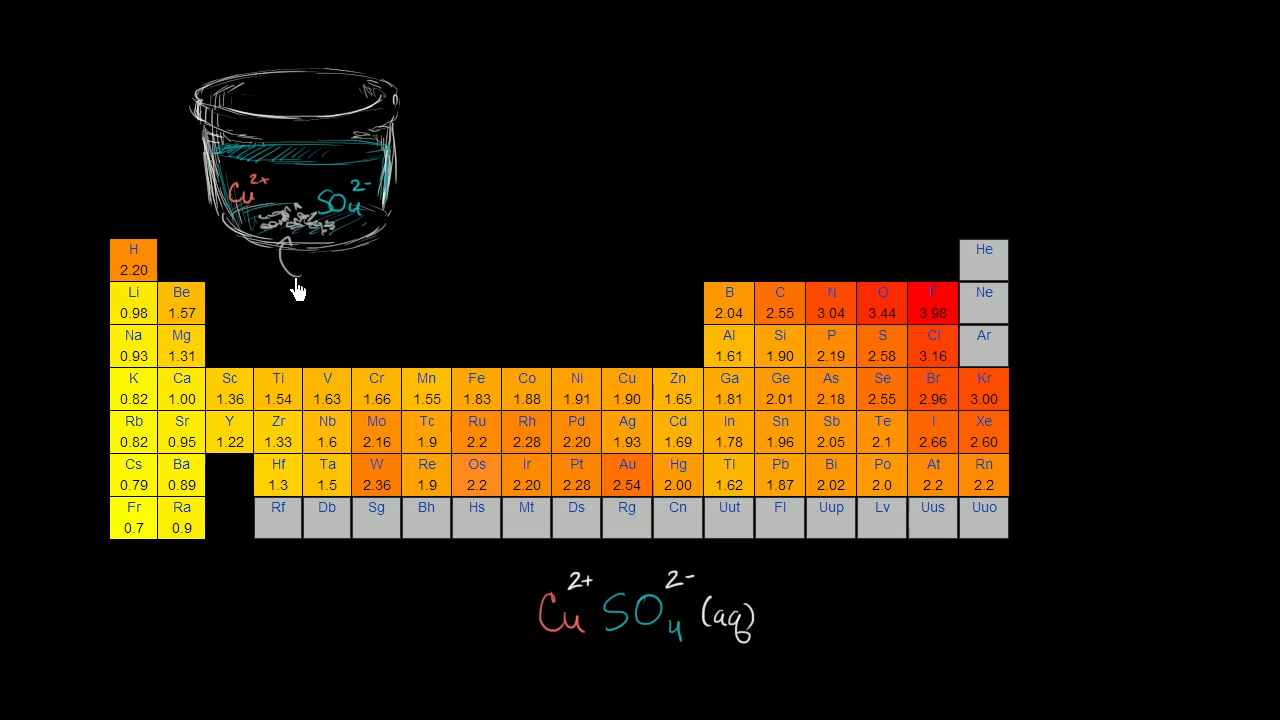 Cu²⁺ SO₄²⁻
H He
2.20
Li Be B C N O F Ne
0.98 1.57 2.04 2.55 3.04 3.44 3.98
Na Mg Al Si P S Cl Ar
0.93 1.31 1.61 1.90 2.19 2.58 3.16
K Ca Sc Ti V Cr Mn Fe Co Ni Cu Zn Ga Ge As Se Br Kr
0.82 1.00 1.36 1.54 1.63 1.66 1.55 1.83 1.88 1.91 1.90 1.65 1.81 2.01 2.18 2.55 2.96 3.00
Rb Sr Y Zr Nb Mo Tc Ru Rh Pd Ag Cd In Sn Sb Te I Xe
0.82 0.95 1.22 1.33 1.6 2.16 1.9 2.2 2.28 2.20 1.93 1.69 1.78 1.96 2.05 2.1 2.66 2.60
Cs Ba Hf Ta W Re Os Ir Pt Au Hg Tl Pb Bi Po At Rn
0.79 0.89 1.3 1.5 2.36 1.9 2.2 2.20 2.28 2.54 2.00 1.62 1.87 2.02 2.0 2.2 2.2
Fr Ra Rf Db Sg Bh Hs Mt Ds Rg Cn Uut Fl Uup Lv Uus Uuo
0.7 0.9
Cu²⁺ SO₄²⁻ (aq)